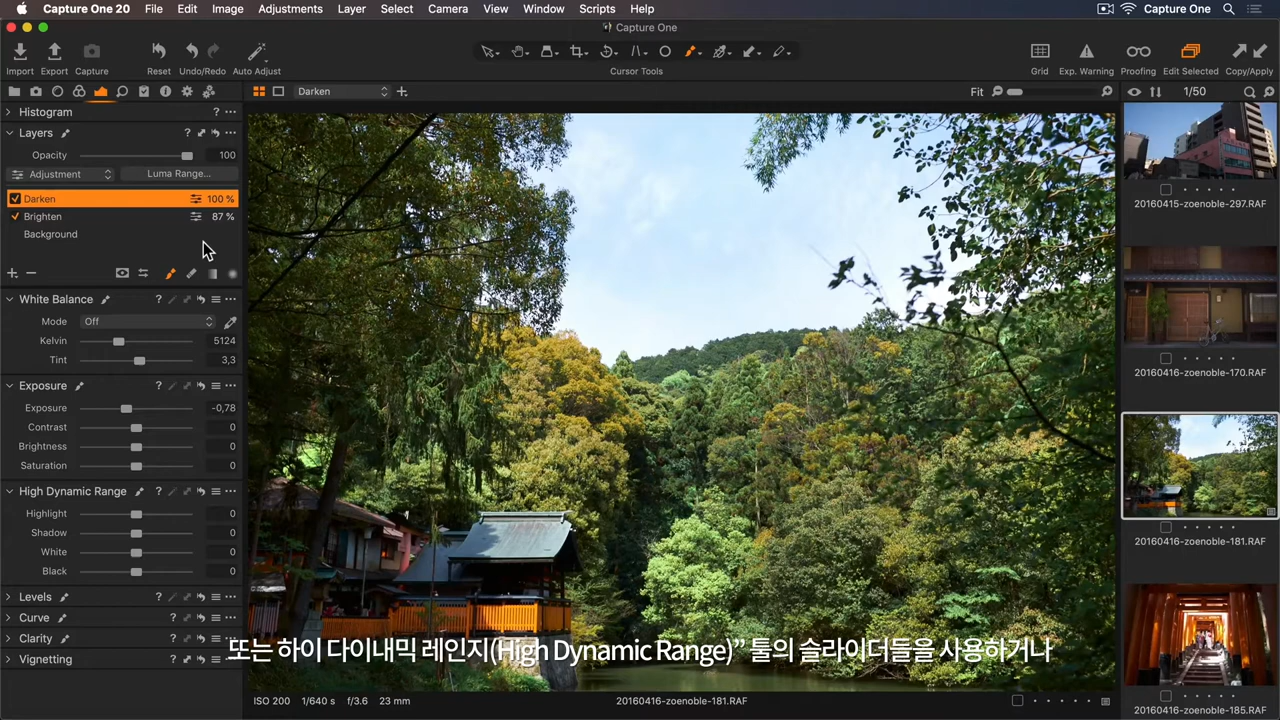 Capture One 20 File Edit Image Adjustments Layer Select Camera View Window Scripts Help Capture One
Capture One
Import Export Capture Reset Undo/Redo Auto Adjust Cursor Tools Grid Exp. Warning Proofing Edit Selected Copy/Apply
Darken Fit 1/50
Histogram ? ...
Layers ? ...
Opacity 100
Adjustment Luma Range...
Darken 100 %
Brighten 87 %
Background
White Balance ? ...
Mode Off
Kelvin 5124
Tint 3,3
Exposure ? ...
Exposure -0,78
Contrast 0
Brightness 0
Saturation 0
High Dynamic Range ? ...
Highlight 0
Shadow 0
White 0
Black 0
Levels ? ...
Curve ? ...
Clarity ? ...
Vignetting ? ...
또는 하이 다이내믹 레인지(High Dynamic Range)” 툴의 슬라이더들을 사용하거나
ISO 200 1/640 s f/3.6 23 mm 20160416-zoenoble-181.RAF
20160415-zoenoble-297.RAF
20160416-zoenoble-170.RAF
20160416-zoenoble-181.RAF
20160416-zoenoble-185.RAF